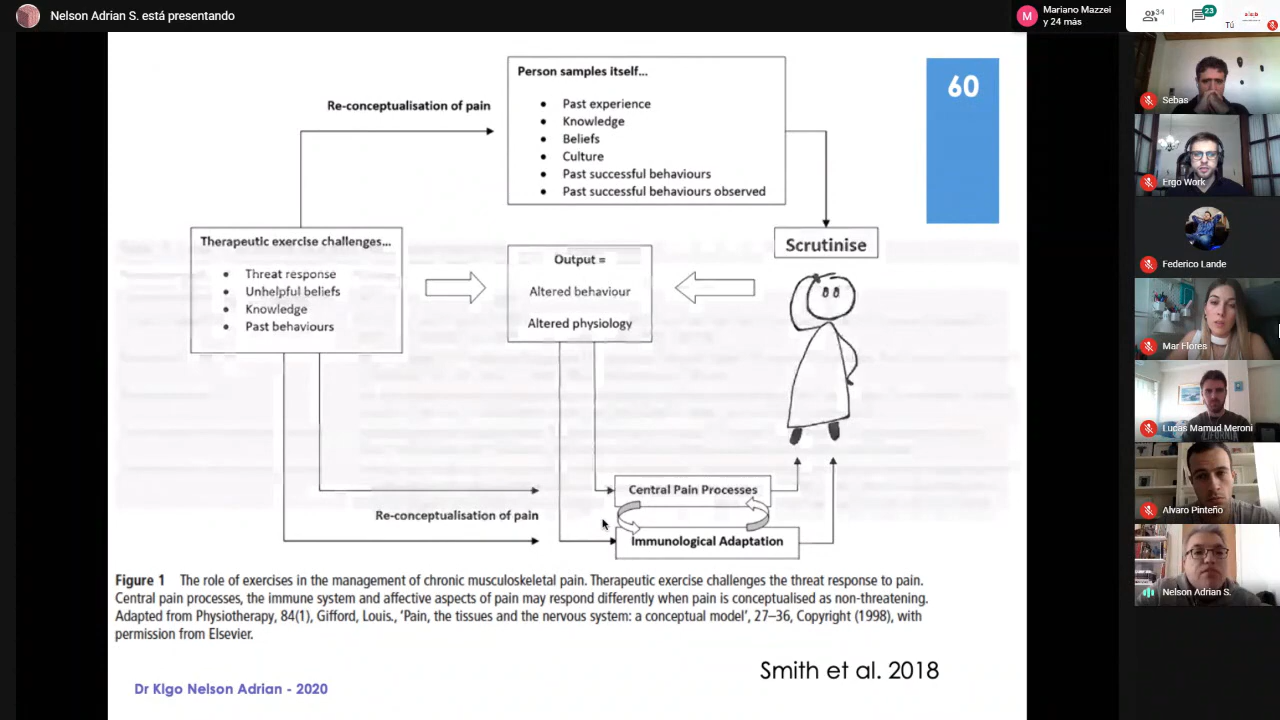 Nelson Adrian S. está presentando
Mariano Mazzei
y 24 más
M
34
23
Tú
60
Person samples itself...
• Past experience
• Knowledge
• Beliefs
• Culture
• Past successful behaviours
• Past successful behaviours observed
Re-conceptualisation of pain
Therapeutic exercise challenges...
• Threat response
• Unhelpful beliefs
• Knowledge
• Past behaviours
Output =
Altered behaviour
Altered physiology
Scrutinise
Central Pain Processes
Re-conceptualisation of pain
Immunological Adaptation
Figure 1 The role of exercises in the management of chronic musculoskeletal pain. Therapeutic exercise challenges the threat response to pain.
Central pain processes, the immune system and affective aspects of pain may respond differently when pain is conceptualised as non-threatening.
Adapted from Physiotherapy, 84(1), Gifford, Louis., 'Pain, the tissues and the nervous system: a conceptual model', 27–36, Copyright (1998), with
permission from Elsevier.
Smith et al. 2018
Dr Klgo Nelson Adrian - 2020
Sebas
Ergo Work
Federico Lande
Mar Flores
Lucas Mamud Meroni
Alvaro Pinteño
Nelson Adrian S.